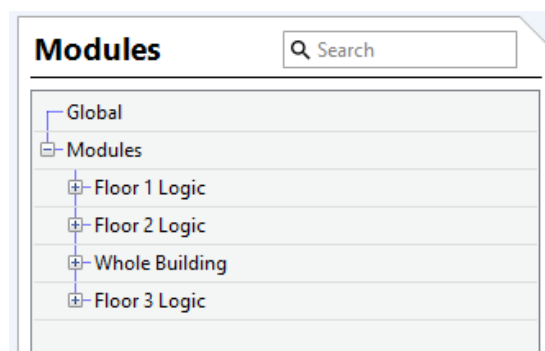 Modules
Search
Global
Modules
Floor 1 Logic
Floor 2 Logic
Whole Building
Floor 3 Logic